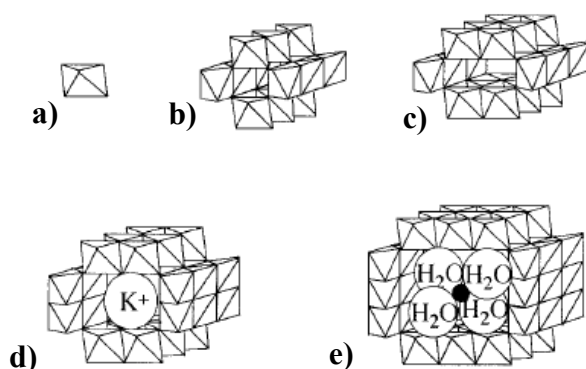 a)
b)
c)
d)
K⁺
e)
H₂O H₂O
H₂O H₂O